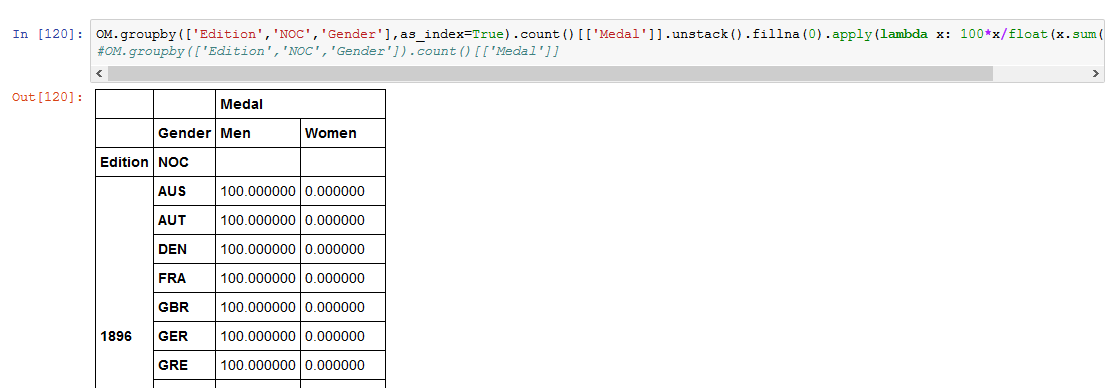 In [120]: OM.groupby(['Edition','NOC','Gender'],as_index=True).count()[['Medal']].unstack().fillna(0).apply(lambda x: 100*x/float(x.sum(
#OM.groupby(['Edition','NOC','Gender']).count()[['Medal']]
Out[120]:
Medal
Gender Men Women
Edition NOC
AUS 100.000000 0.000000
AUT 100.000000 0.000000
DEN 100.000000 0.000000
FRA 100.000000 0.000000
GBR 100.000000 0.000000
1896 GER 100.000000 0.000000
GRE 100.000000 0.000000